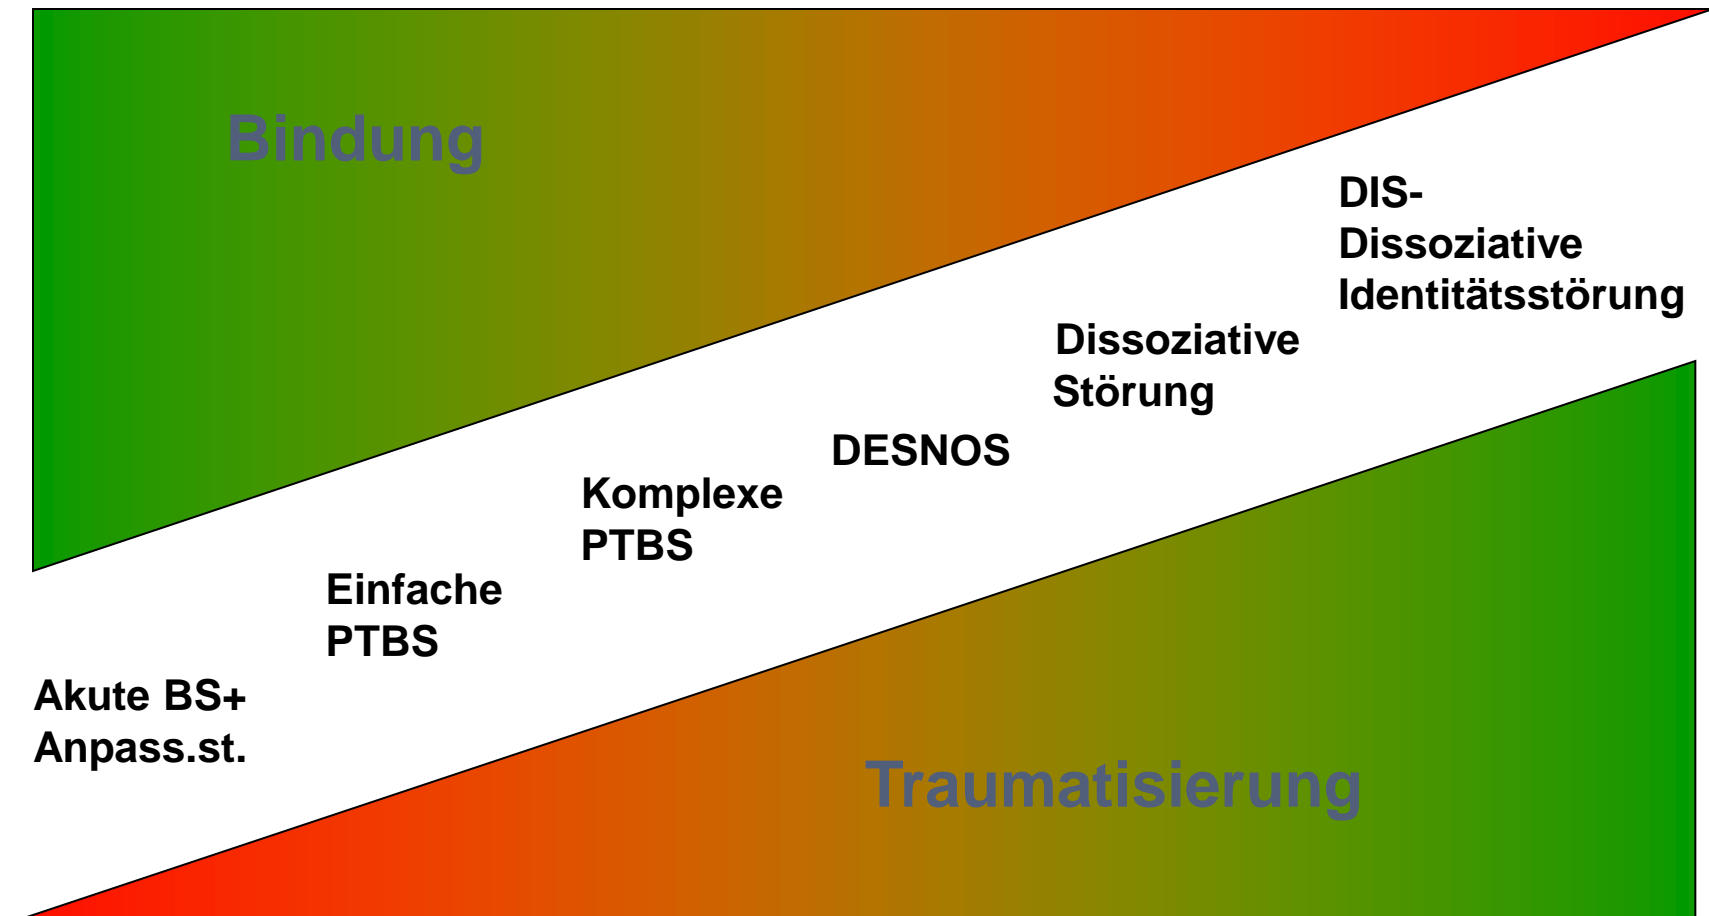 Bindung
DIS-
Dissoziative
Identitätsstörung
Dissoziative
Störung
DESNOS
Komplexe
PTBS
Einfache
PTBS
Akute BS+
Anpass.st.
Traumatisierung